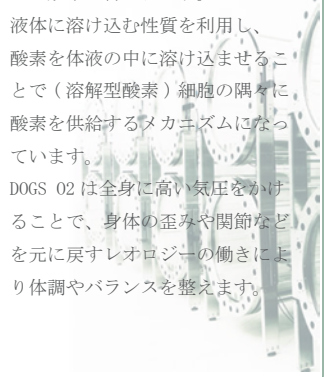 液体に溶け込む性質を利用し、
酸素を体液の中に溶け込ませるこ
とで(溶解型酸素)細胞の隅々に
酸素を供給するメカニズムになっ
ています。
DOGS O2は全身に高い気圧をかけ
ることで、身体の歪みや関節など
を元に戻すレオロジーの働きによ
り体調やバランスを整えます。